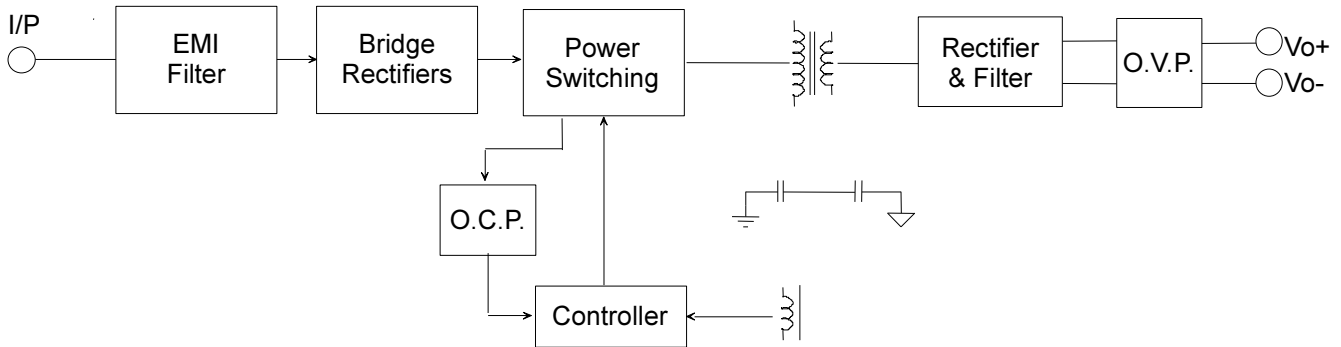 I/P
EMI
Filter
Bridge
Rectifiers
Power
Switching
Rectifier
& Filter
O.V.P.
Vo+
Vo-
O.C.P.
Controller